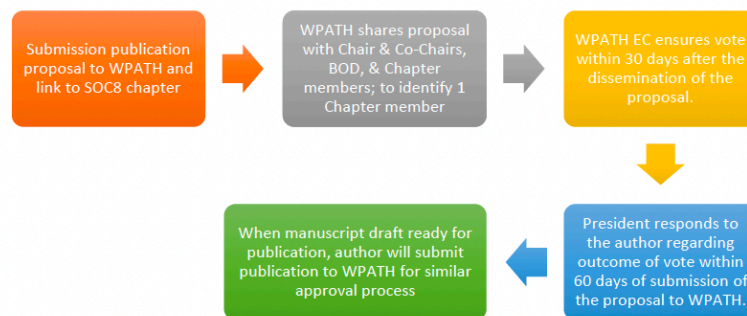 Submission publication
proposal to WPATH and
link to SOC8 chapter
WPATH shares proposal
with Chair & Co-Chairs,
BOD, & Chapter
members; to identify 1
Chapter member
WPATH EC ensures vote
within 30 days after the
dissemination of the
proposal.
President responds to
the author regarding
outcome of vote within
60 days of submission of
the proposal to WPATH.
When manuscript draft ready for
publication, author will submit
publication to WPATH for similar
approval process